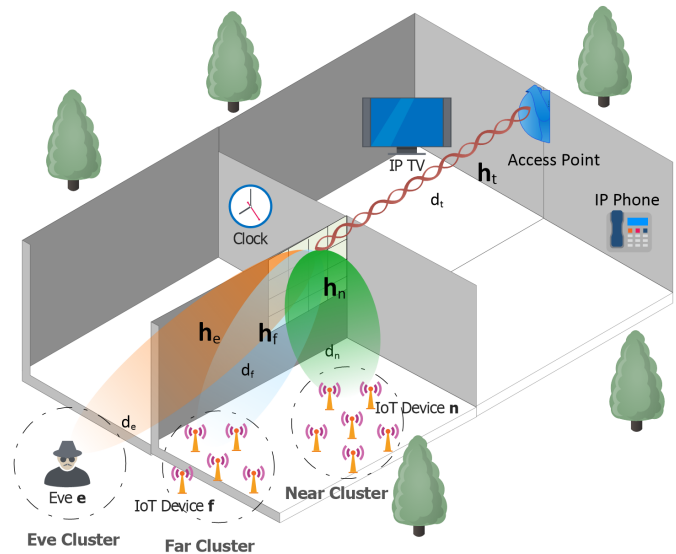 IP TV
Access Point
h_t
d_t
IP Phone
Clock
h_e
h_f
h_n
d_n
d_f
d_e
IoT Device n
Eve e
IoT Device f
Near Cluster
Eve Cluster
Far Cluster